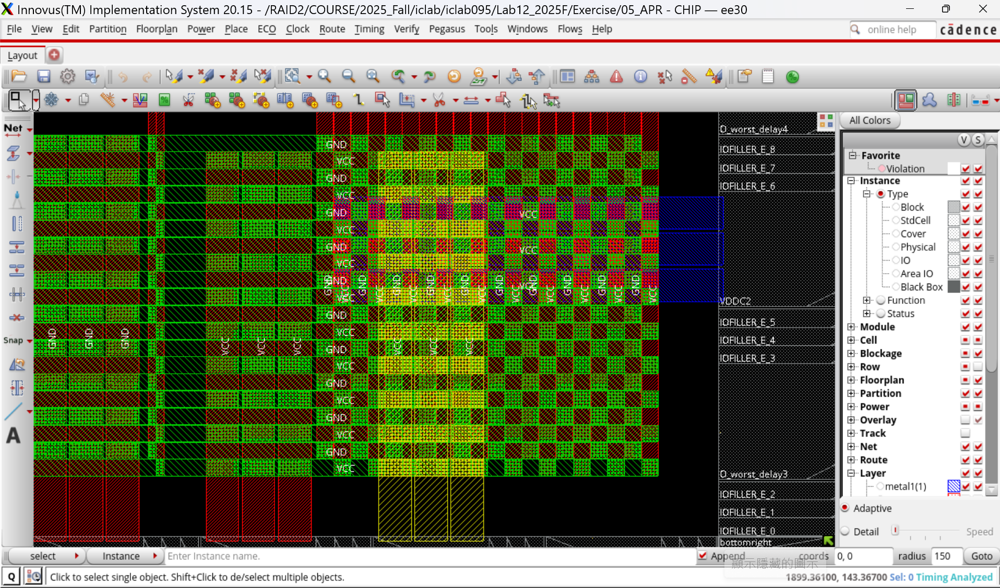 Innovus(TM) Implementation System 20.15 - /RAID2/COURSE/2025_Fall/iclab/iclab095/Lab12_2025F/Exercise/05_APR - CHIP — ee30
File View Edit Partition Floorplan Power Place ECO Clock Route Timing Verify Pegasus Tools Windows Flows Help
online help
cādence
Layout
Net
Snap
A
GND
VCC
GND
VCC
GND
VCC
VCC
GND
VCC
VCC
GND
VCC
GND VCC GND VCC GND VCC GND VCC GND VCC GND VCC GND VCC GND VCC GND VCC GND VCC
GND
VCC
GND
VCC
GND GND GND
VCC VCC VCC
VCC VCC VCC
GND
VCC
GND
VCC
GND
VCC
O_worst_delay4
IOFILLER_E_8
IOFILLER_E_7
IOFILLER_E_6
VDDC2
IOFILLER_E_5
IOFILLER_E_4
IOFILLER_E_3
O_worst_delay3
IOFILLER_E_2
IOFILLER_E_1
IOFILLER_E_0
bottomright
All Colors
V S
Favorite
Violation
Instance
Type
Block
StdCell
Cover
Physical
IO
Area IO
Black Box
Function
Status
Module
Cell
Blockage
Row
Floorplan
Partition
Power
Overlay
Track
Net
Route
Layer
metal1(1)
Adaptive
Detail
Speed
select
Instance
Enter Instance name.
Append
coords
0, 0
radius
150
Goto
顯示隱藏的圖示
Q
Click to select single object. Shift+Click to de/select multiple objects.
1899.36100, 143.36700 Sel: 0 Timing Analyzed